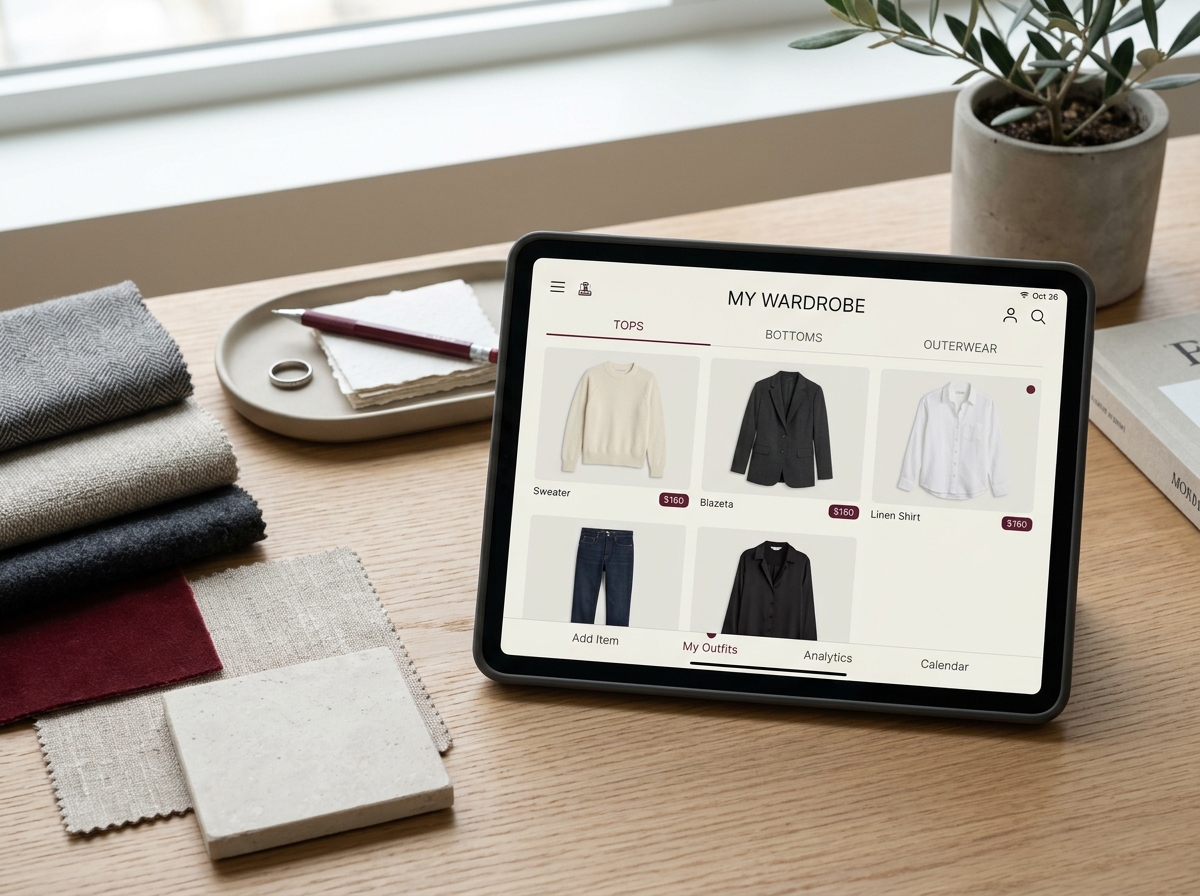 Oct 26
MY WARDROBE
TOPS
BOTTOMS
OUTERWEAR
Sweater
$160
Blazeta
$160
Linen Shirt
$160
Add Item
My Outfits
Analytics
Calendar